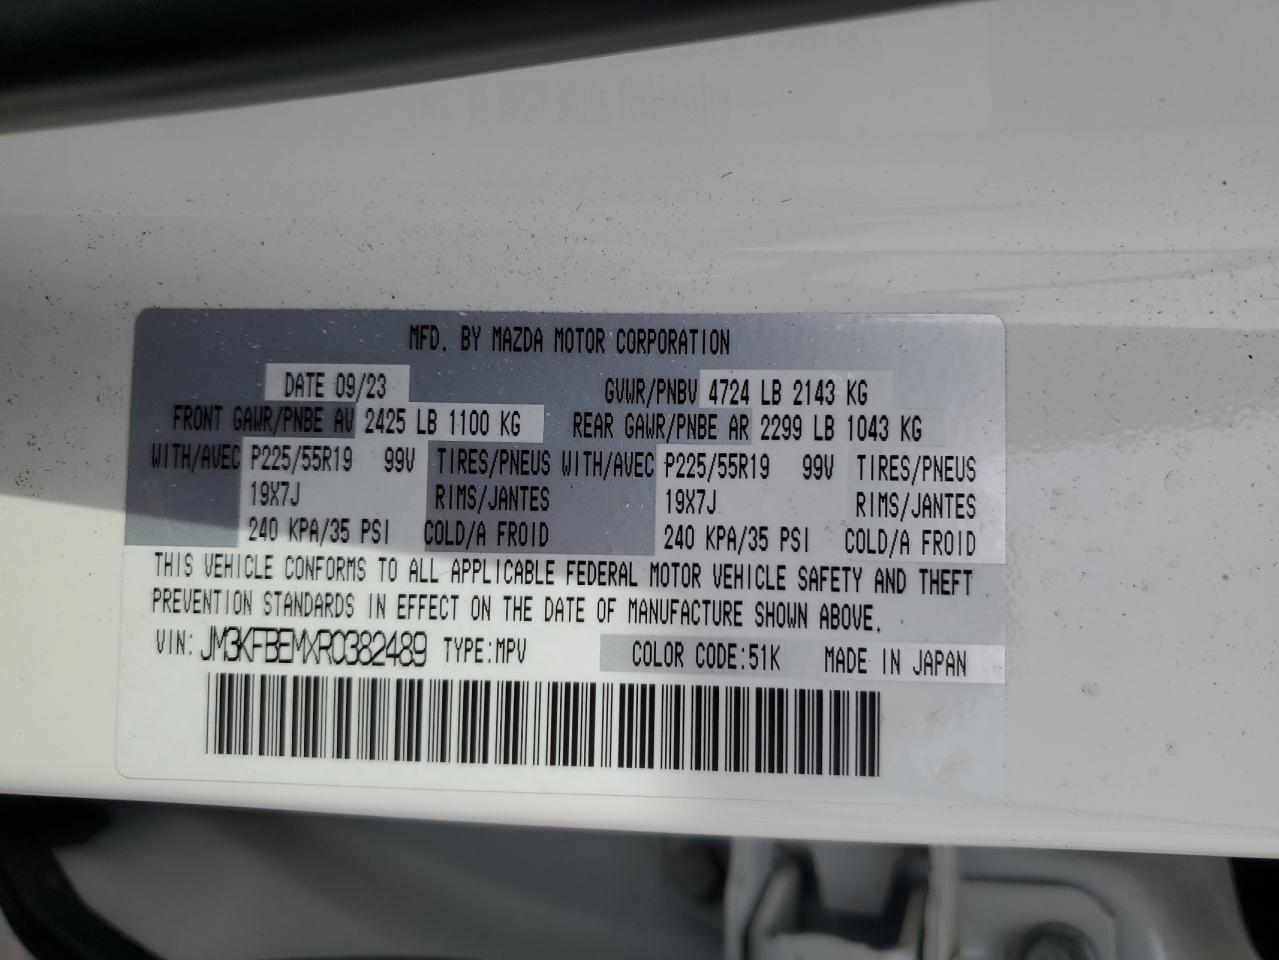 MFD. BY MAZDA MOTOR CORPORATION
DATE 09/23 GVWR/PNBV 4724 LB 2143 KG
FRONT GAWR/PNBE AV 2425 LB 1100 KG REAR GAWR/PNBE AR 2299 LB 1043 KG
WITH/AVEC P225/55R19 99V TIRES/PNEUS WITH/AVEC P225/55R19 99V TIRES/PNEUS
19X7J RIMS/JANTES 19X7J RIMS/JANTES
240 KPA/35 PSI COLD/A FROID 240 KPA/35 PSI COLD/A FROID
THIS VEHICLE CONFORMS TO ALL APPLICABLE FEDERAL MOTOR VEHICLE SAFETY AND THEFT
PREVENTION STANDARDS IN EFFECT ON THE DATE OF MANUFACTURE SHOWN ABOVE.
VIN: JM3KFBEMXR0382489 TYPE:MPV COLOR CODE:51K MADE IN JAPAN